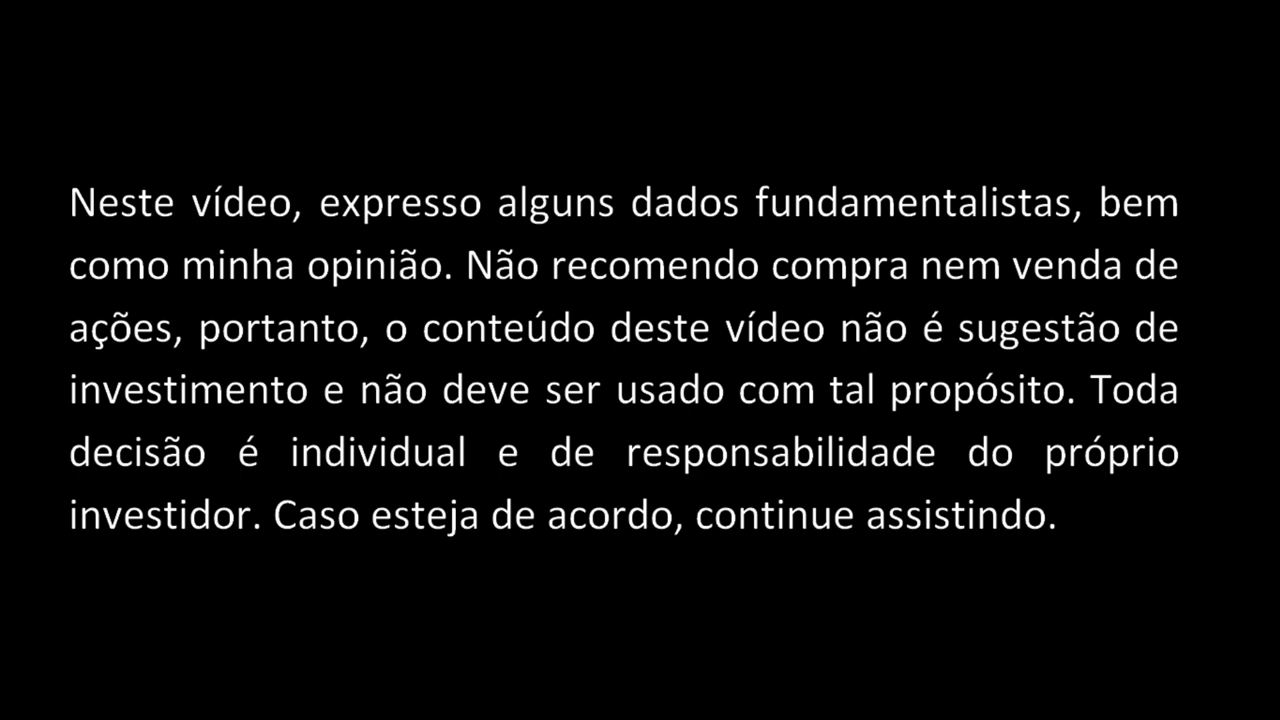 Neste vídeo, expresso alguns dados fundamentalistas, bem
como minha opinião. Não recomendo compra nem venda de
ações, portanto, o conteúdo deste vídeo não é sugestão de
investimento e não deve ser usado com tal propósito. Toda
decisão é individual e de responsabilidade do próprio
investidor. Caso esteja de acordo, continue assistindo.